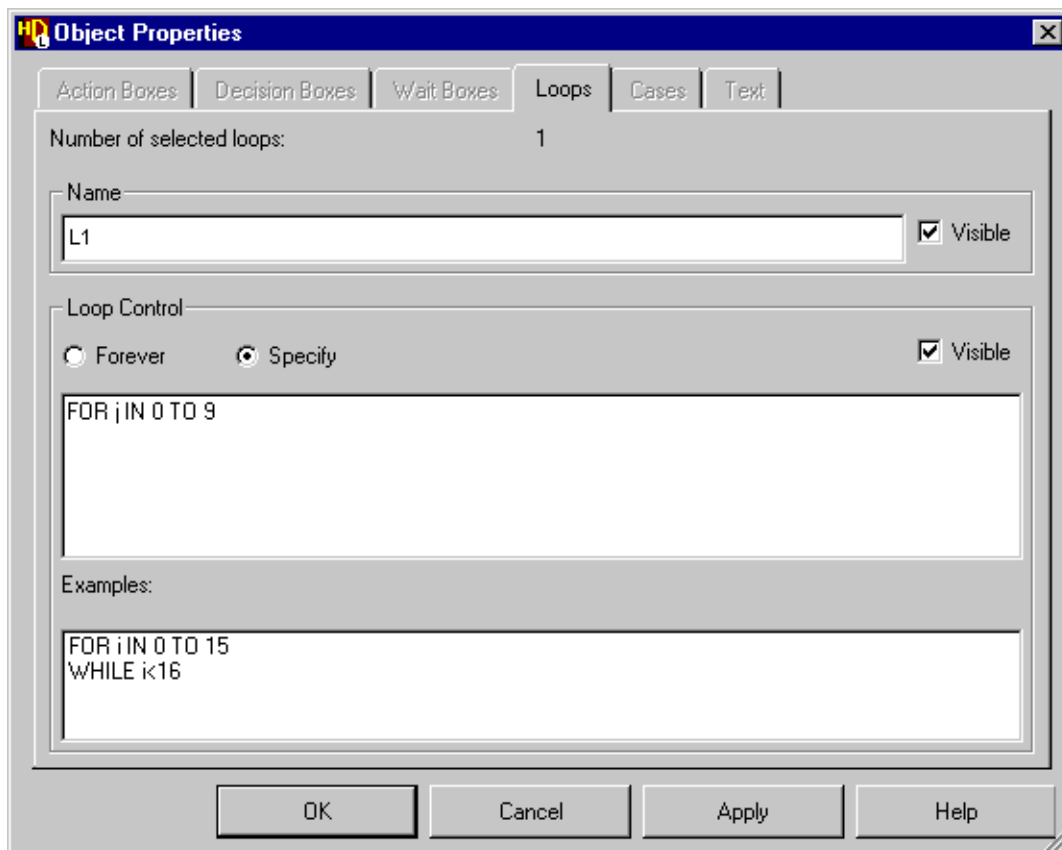 HDL Object Properties
Action Boxes Decision Boxes Wait Boxes Loops Cases Text
Number of selected loops: 1
Name
L1 Visible
Loop Control
Forever Specify Visible
FOR j IN 0 TO 9
Examples:
FOR i IN 0 TO 15
WHILE i<16
OK Cancel Apply Help